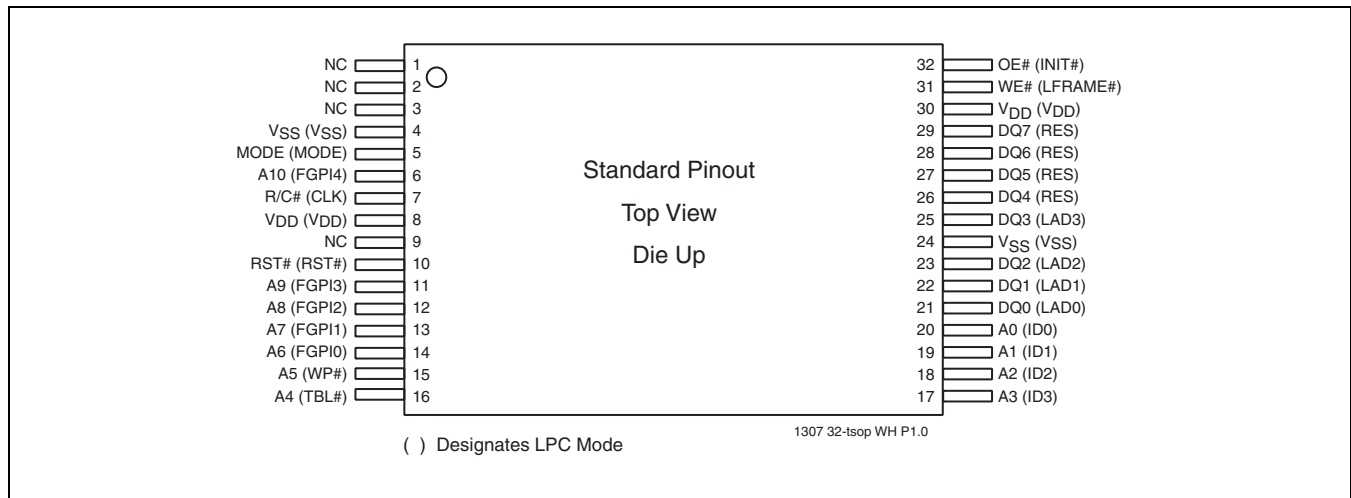 NC 1
NC 2
NC 3
VSS (VSS) 4
MODE (MODE) 5
A10 (FGPI4) 6
R/C# (CLK) 7
VDD (VDD) 8
NC 9
RST# (RST#) 10
A9 (FGPI3) 11
A8 (FGPI2) 12
A7 (FGPI1) 13
A6 (FGPI0) 14
A5 (WP#) 15
A4 (TBL#) 16
Standard Pinout
Top View
Die Up
32 OE# (INIT#)
31 WE# (LFRAME#)
30 VDD (VDD)
29 DQ7 (RES)
28 DQ6 (RES)
27 DQ5 (RES)
26 DQ4 (RES)
25 DQ3 (LAD3)
24 VSS (VSS)
23 DQ2 (LAD2)
22 DQ1 (LAD1)
21 DQ0 (LAD0)
20 A0 (ID0)
19 A1 (ID1)
18 A2 (ID2)
17 A3 (ID3)
( ) Designates LPC Mode
1307 32-tsop WH P1.0